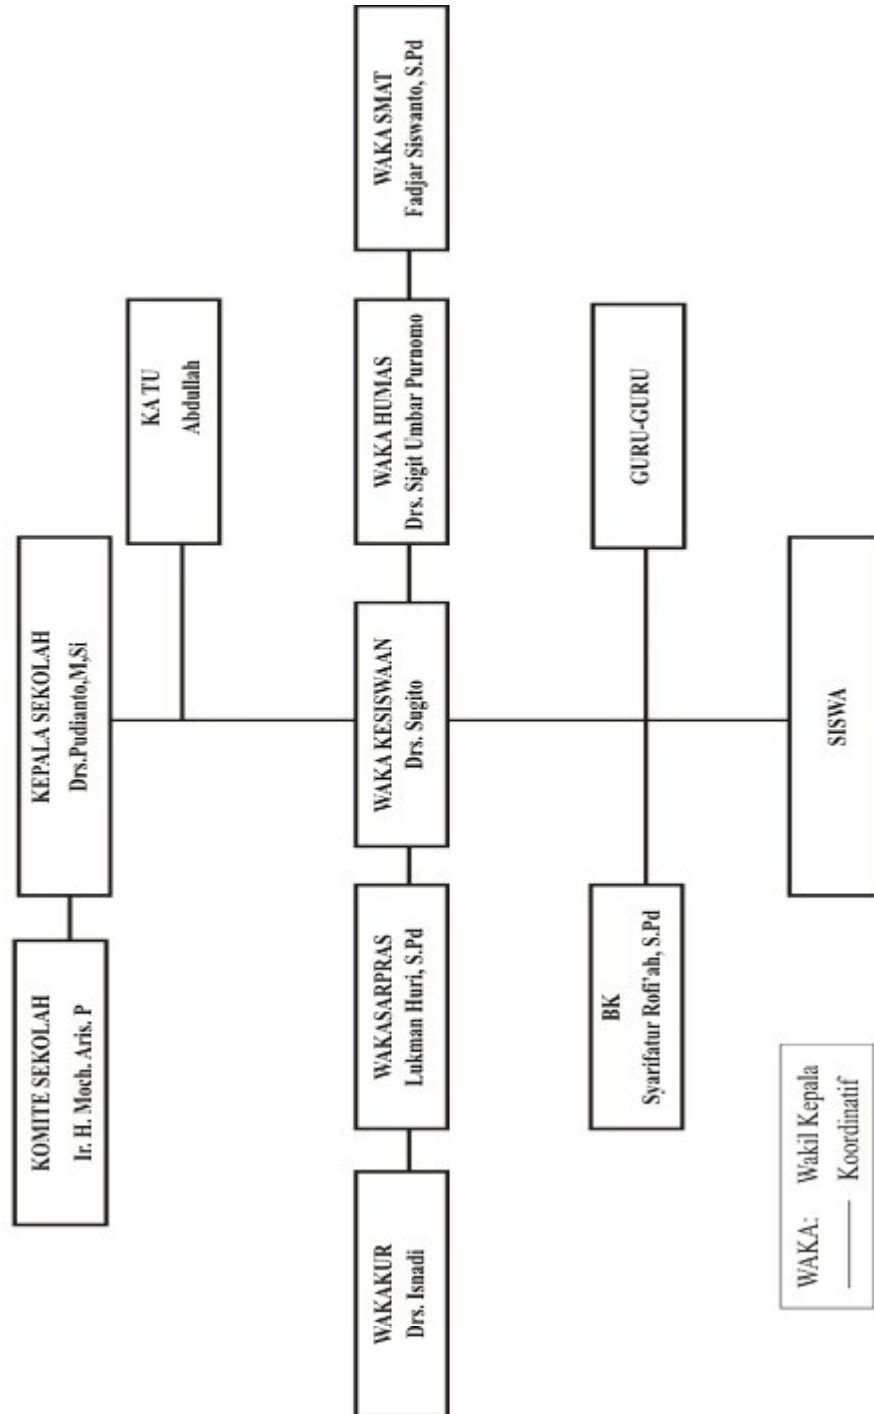 KOMITE SEKOLAH
Ir. H. Moch. Aris. P
KEPALA SEKOLAH
Drs.Pudianto,M,Si
KA TU
Abdullah
WAKAKUR
Drs. Isnadi
WAKASARPRAS
Lukman Huri, S.Pd
WAKA KESISWAAN
Drs. Sugito
WAKA HUMAS
Drs. Sigit Umbar Purnomo
WAKA SMAT
Fadjar Siswanto, S.Pd
BK
Syarifatur Rofi'ah, S.Pd
GURU-GURU
SISWA
WAKA: Wakil Kepala
Koordinatif